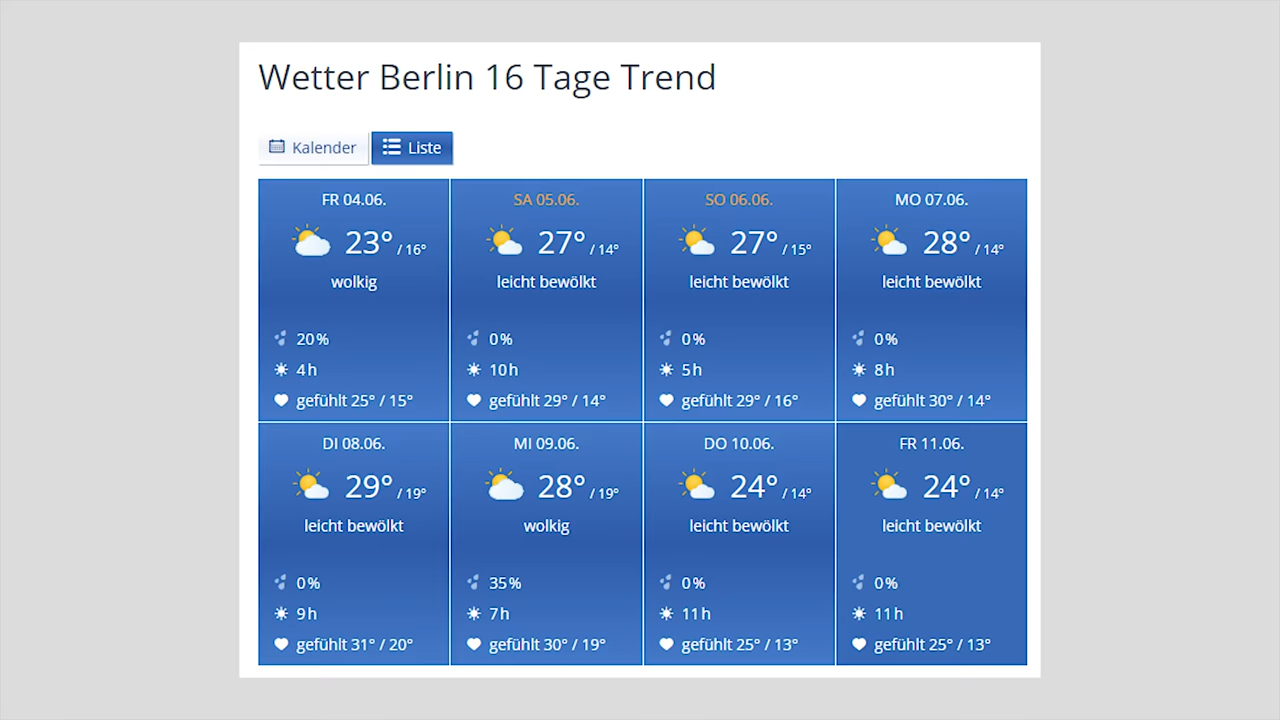 Wetter Berlin 16 Tage Trend
Kalender
Liste
FR 04.06.
23° / 16°
wolkig
20%
4h
gefühlt 25° / 15°
SA 05.06.
27° / 14°
leicht bewölkt
0%
10h
gefühlt 29° / 14°
SO 06.06.
27° / 15°
leicht bewölkt
0%
5h
gefühlt 29° / 16°
MO 07.06.
28° / 14°
leicht bewölkt
0%
8h
gefühlt 30° / 14°
DI 08.06.
29° / 19°
leicht bewölkt
0%
9h
gefühlt 31° / 20°
MI 09.06.
28° / 19°
wolkig
35%
7h
gefühlt 30° / 19°
DO 10.06.
24° / 14°
leicht bewölkt
0%
11h
gefühlt 25° / 13°
FR 11.06.
24° / 14°
leicht bewölkt
0%
11h
gefühlt 25° / 13°